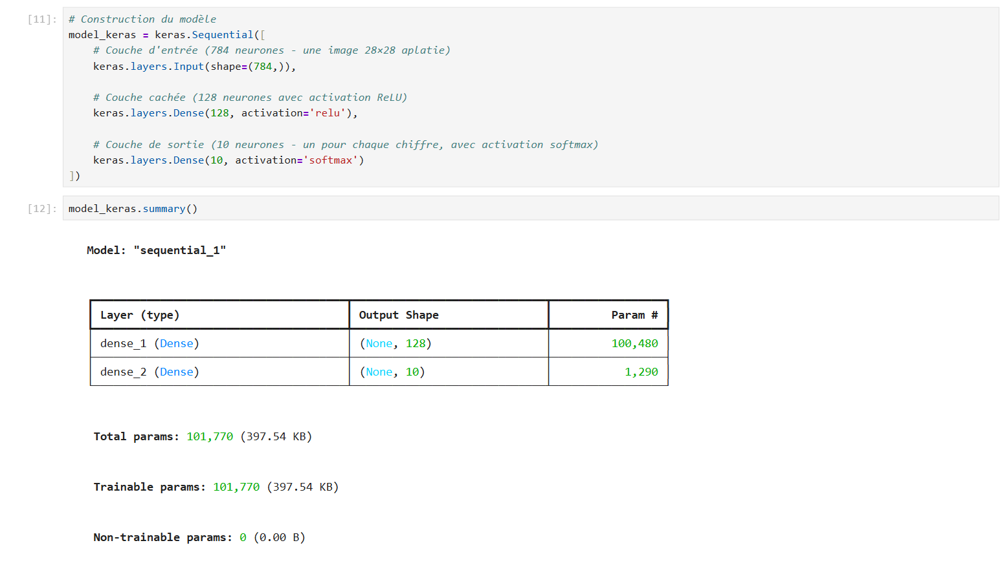 [11]:
# Construction du modèle
model_keras = keras.Sequential([
    # Couche d'entrée (784 neurones - une image 28×28 aplatie)
    keras.layers.Input(shape=(784,)),
    # Couche cachée (128 neurones avec activation ReLU)
    keras.layers.Dense(128, activation='relu'),
    # Couche de sortie (10 neurones - un pour chaque chiffre, avec activation softmax)
    keras.layers.Dense(10, activation='softmax')
])
[12]:
model_keras.summary()
Model: "sequential_1"
Layer (type) Output Shape Param #
dense_1 (Dense) (None, 128) 100,480
dense_2 (Dense) (None, 10) 1,290
Total params: 101,770 (397.54 KB)
Trainable params: 101,770 (397.54 KB)
Non-trainable params: 0 (0.00 B)